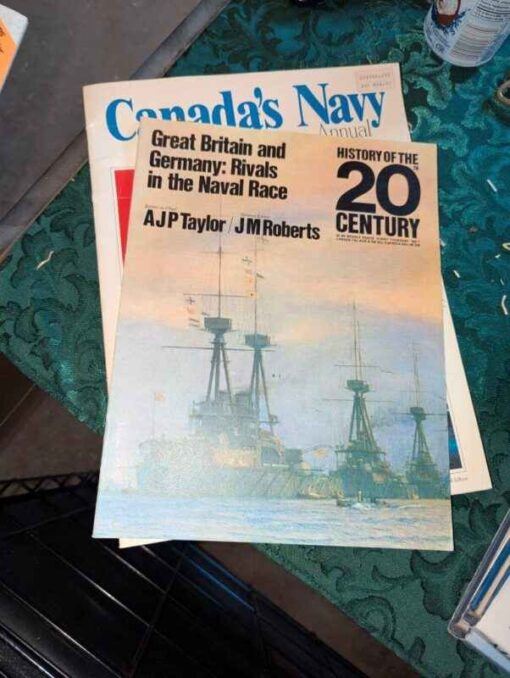 Canada's Navy
Annual
Great Britain and
Germany: Rivals
in the Naval Race
AJP Taylor / JM Roberts
HISTORY OF THE
20TH
CENTURY